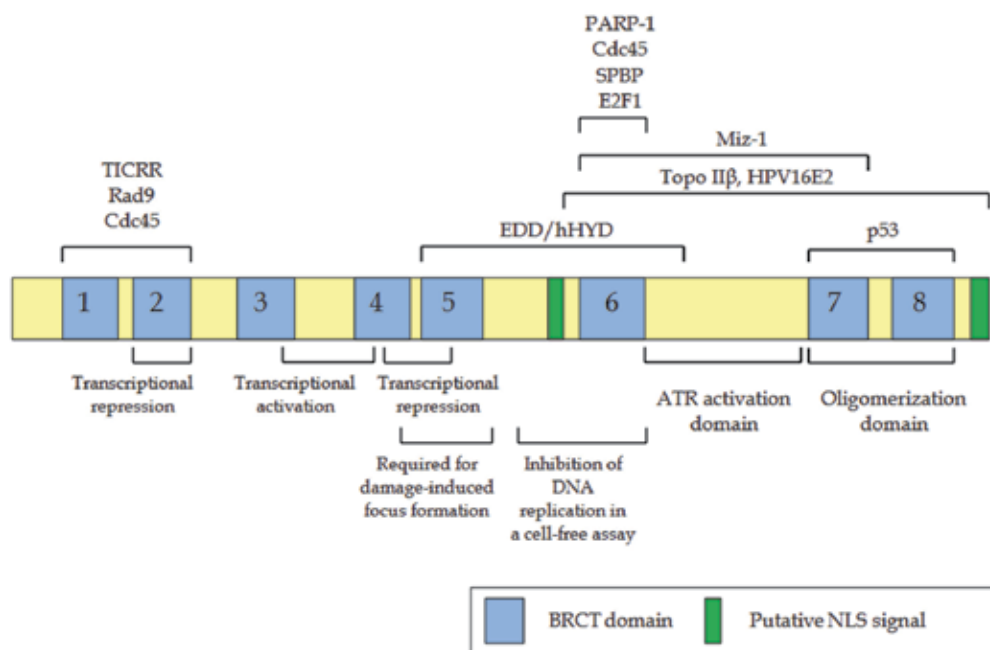 PARP-1
Cdc45
SPBP
E2F1
Miz-1
TICRR
Rad9
Cdc45
Topo IIβ, HPV16E2
EDD/hHYD
p53
1
2
3
4
5
6
7
8
Transcriptional
repression
Transcriptional
activation
Transcriptional
repression
ATR activation
domain
Oligomerization
domain
Required for
damage-induced
focus formation
Inhibition of
DNA
replication in
a cell-free assay
BRCT domain
Putative NLS signal